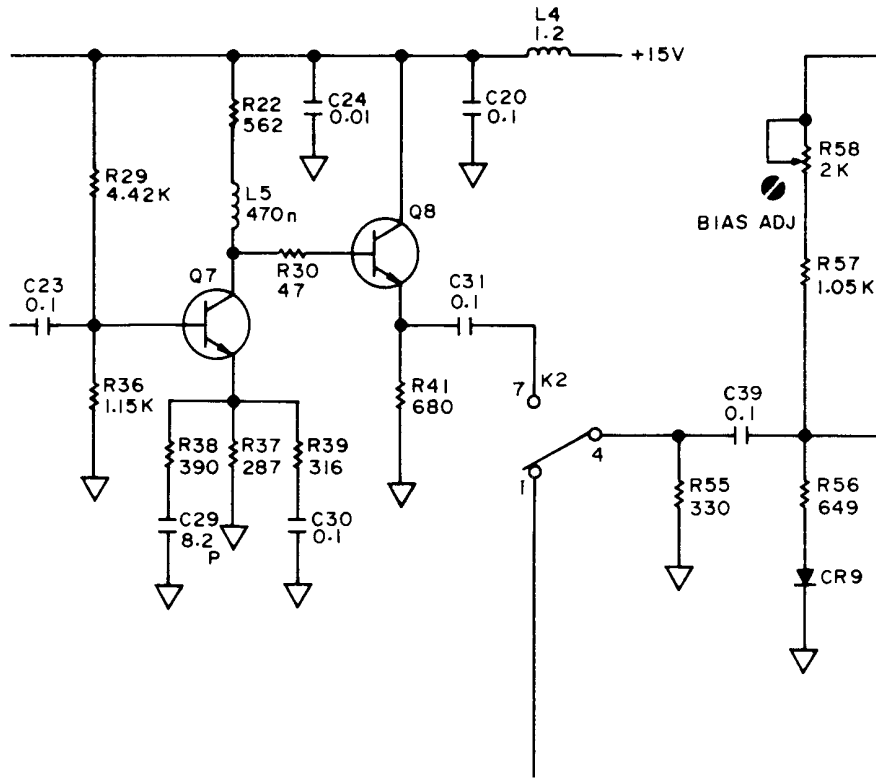 L4
1.2
+15V
R22
562
C24
0.01
C20
0.1
R58
2K
R29
4.42K
L5
470n
Q8
BIAS ADJ
Q7
R30
47
C31
0.1
R57
1.05K
C23
0.1
R36
1.15K
R41
680
7
K2
C39
0.1
R38
390
R37
287
R39
316
4
1
R55
330
R56
649
C29
8.2
P
C30
0.1
CR9